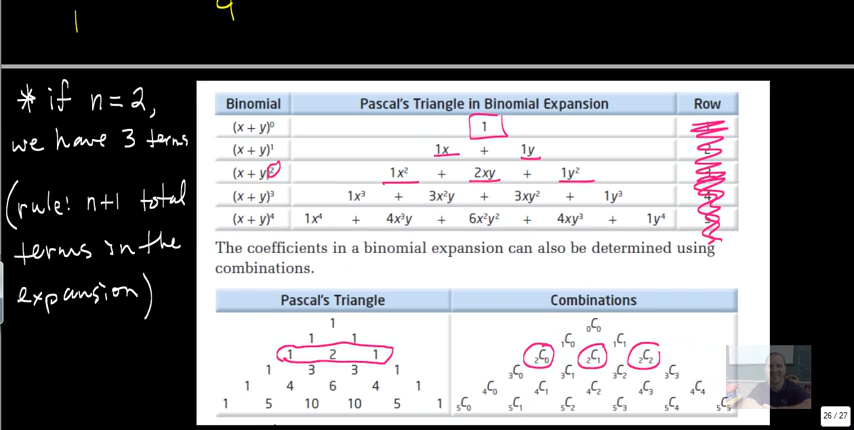 1 9
* if n = 2,
we have 3 terms
(rule: n+1 total
terms in the
expansion)
Binomial Pascal's Triangle in Binomial Expansion Row
(x + y)⁰ 1
(x + y)¹ 1x + 1y
(x + y)² 1x² + 2xy + 1y²
(x + y)³ 1x³ + 3x²y + 3xy² + 1y³ 4
(x + y)⁴ 1x⁴ + 4x³y + 6x²y² + 4xy³ + 1y⁴
The coefficients in a binomial expansion can also be determined using
combinations.
Pascal's Triangle Combinations
1 ₀C₀
1 1 ₁C₀ ₁C₁
1 2 1 ₂C₀ ₂C₁ ₂C₂
1 3 3 1 ₃C₀ ₃C₁ ₃C₂ ₃C₃
1 4 6 4 1 ₄C₀ ₄C₁ ₄C₂ ₄C₃ ₄C₄
1 5 10 10 5 1 ₅C₀ ₅C₁ ₅C₂ ₅C₃ ₅C₄ ₅C₅
26 / 27